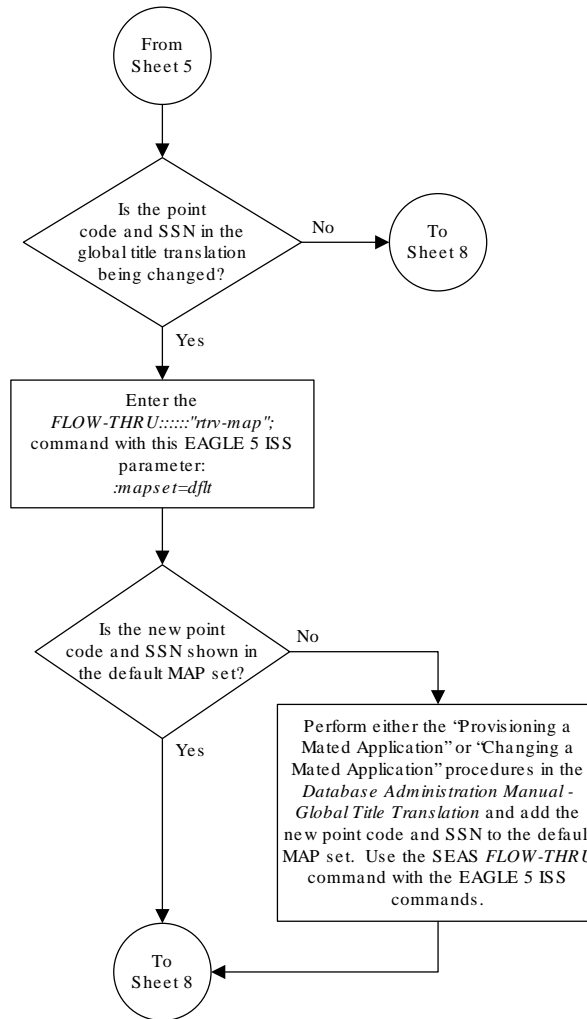 From
Sheet 5
Is the point
code and SSN in the
global title translation
being changed?
No
To
Sheet 8
Yes
Enter the
FLOW-THRU::::::"rtrv-map";
command with this EAGLE 5 ISS
parameter:
:mapset=dflt
Is the new point
code and SSN shown in
the default MAP set?
No
Yes
Perform either the “Provisioning a
Mated Application” or “Changing a
Mated Application” procedures in the
Database Administration Manual -
Global Title Translation and add the
new point code and SSN to the default
MAP set. Use the SEAS FLOW-THRU
command with the EAGLE 5 ISS
commands.
To
Sheet 8